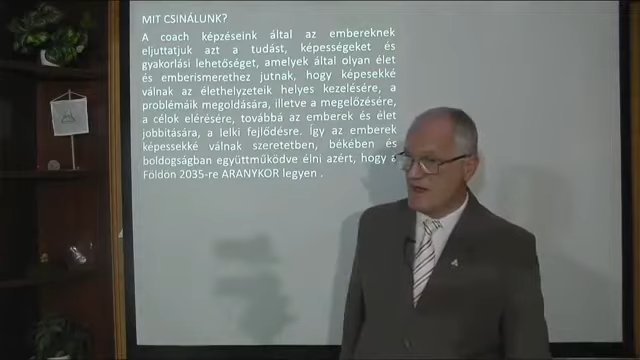 MIT CSINÁLUNK?
A coach képzéseink által az embereknek
eljuttatjuk azt a tudást, képességeket és
gyakorlási lehetőséget, amelyek által olyan élet
és emberismerethez jutnak, hogy képesekké
válnak az élethelyzeteik helyes kezelésére, a
problémáik megoldására, illetve a megelőzésére,
a célok elérésére, továbbá az emberek és élet
jobbítására, a lelki fejlődésre. Így az emberek
képessekké válnak szeretetben, békében és
boldogságban együttműködve élni azért, hogy a
Földön 2035-re ARANYKOR legyen .